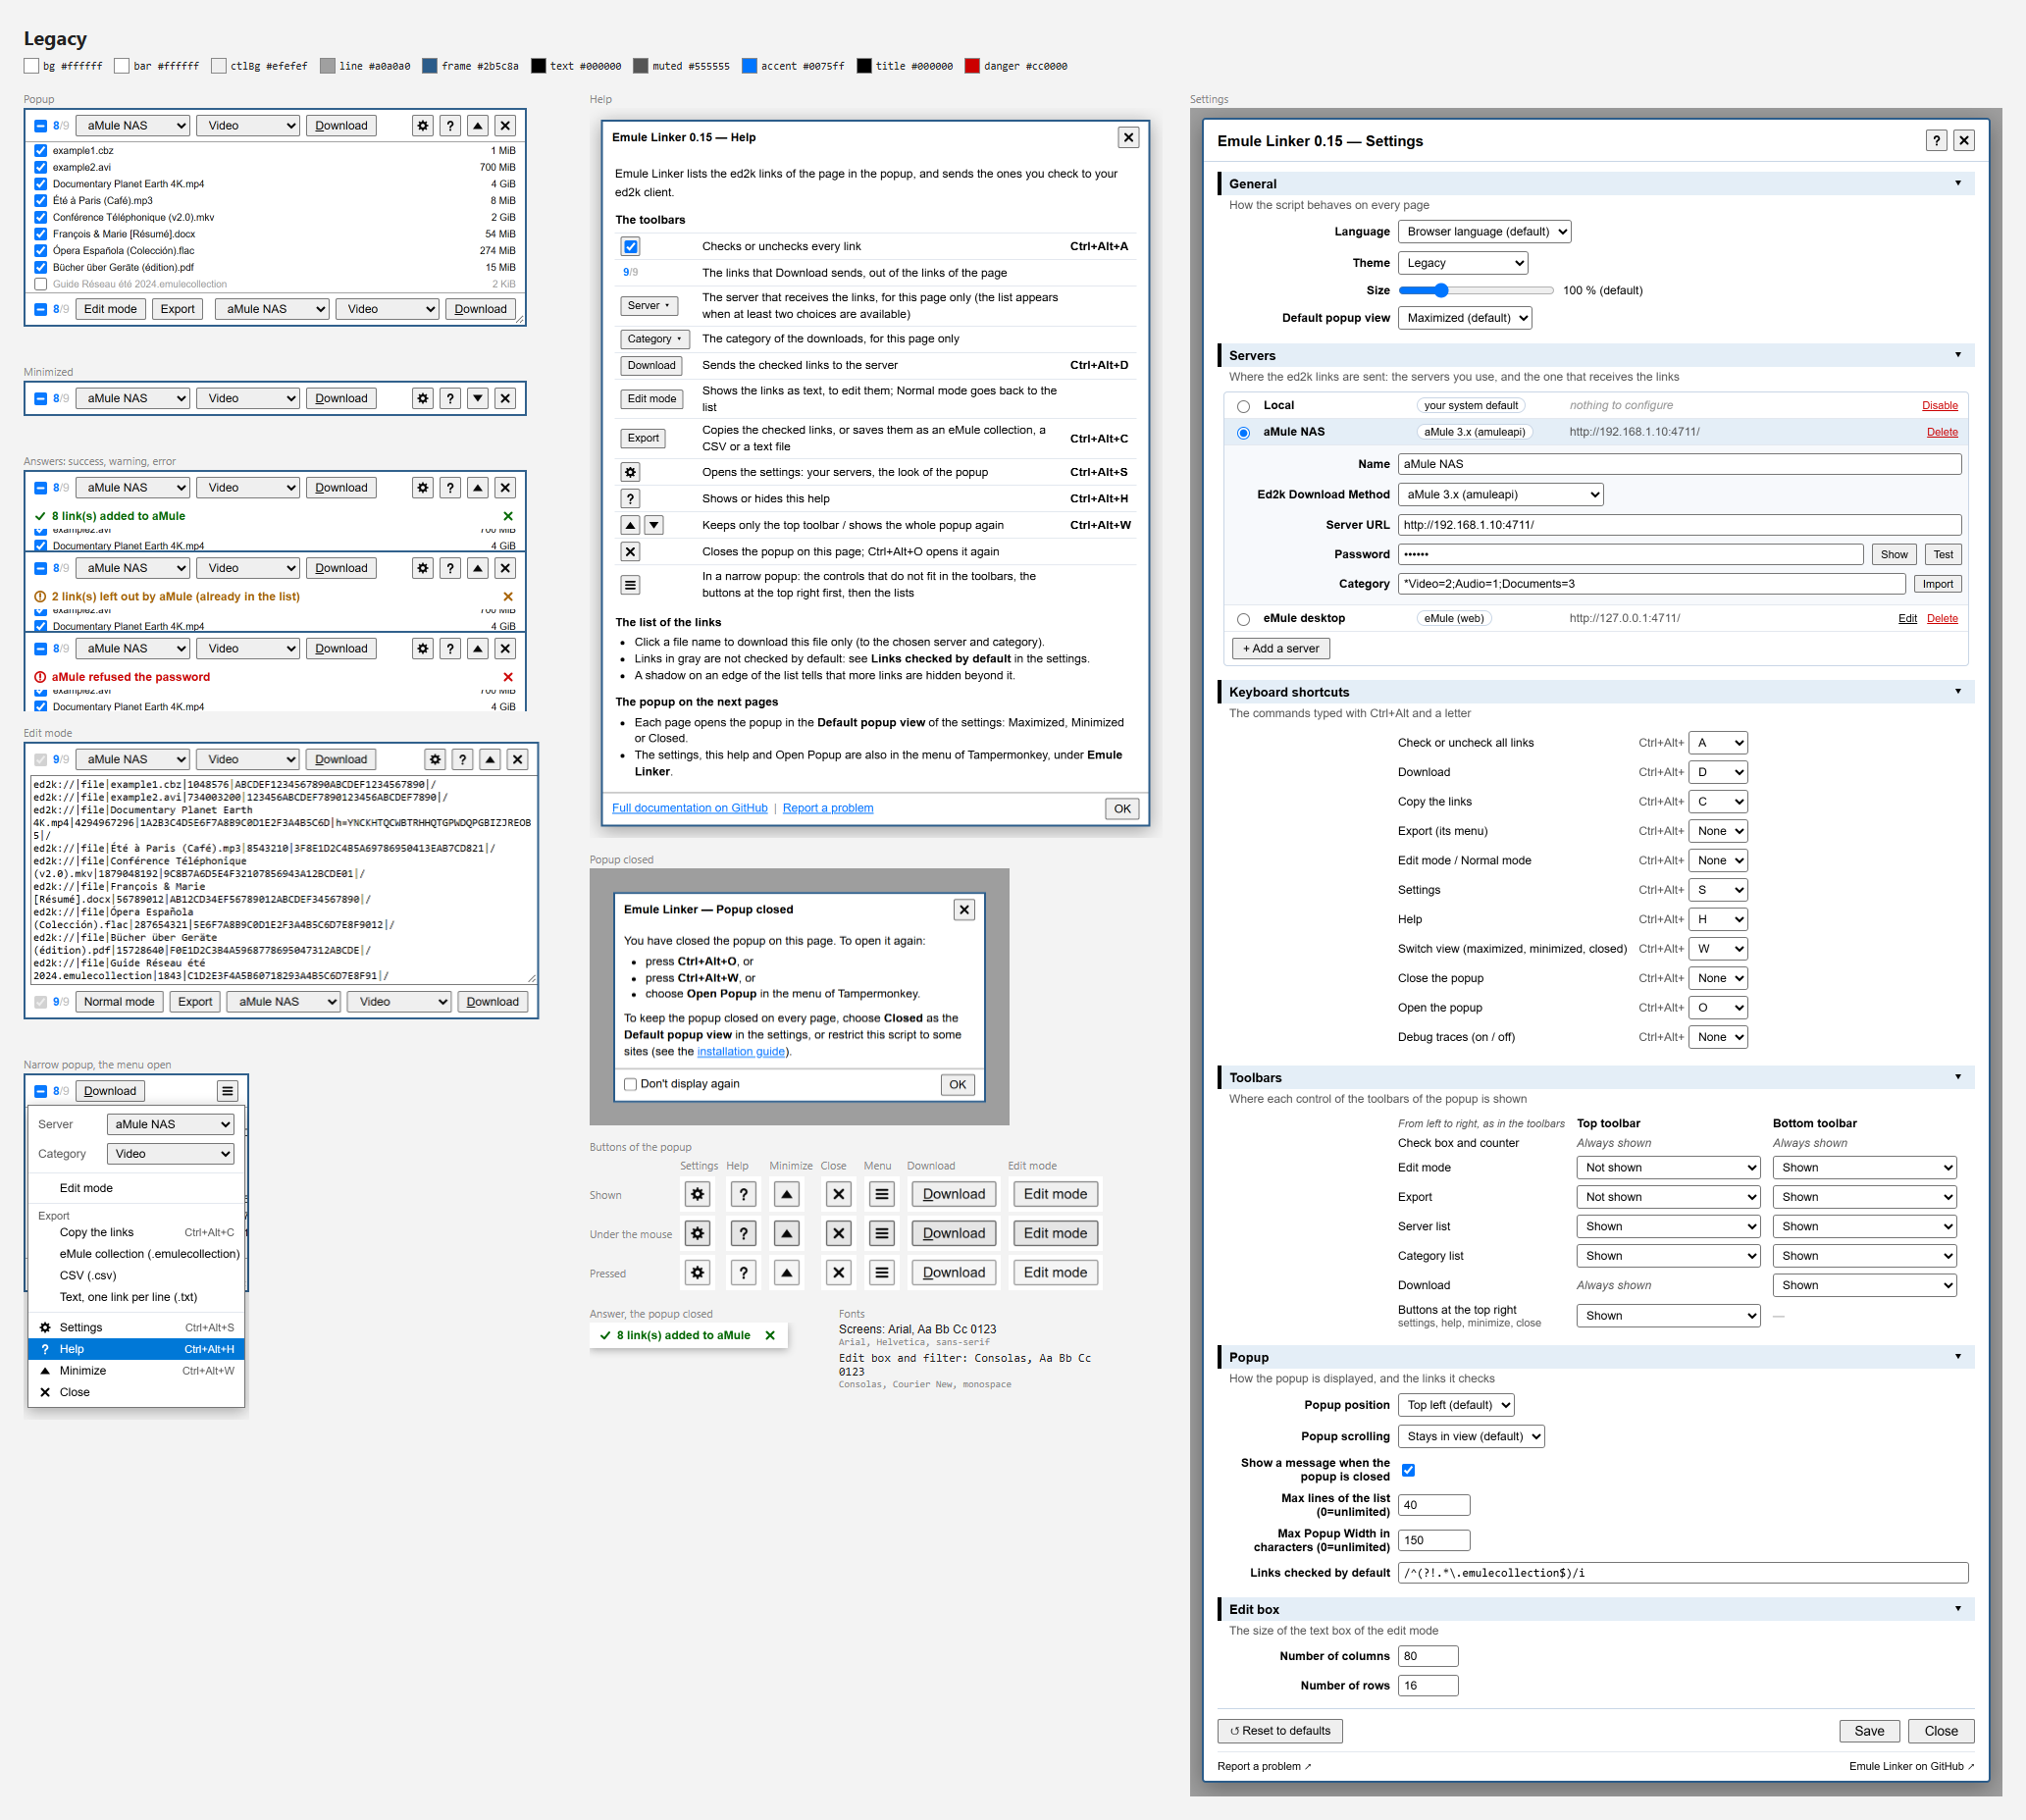 Legacy
bg #ffffff bar #ffffff ctlBg #efefef line #a0a0a0 frame #2b5c8a text #000000 muted #555555 accent #0075ff title #000000 danger #cc0000
Popup
8/9 aMule NAS Video Download ?
example1.cbz 1 MiB
example2.avi 700 MiB
Documentary Planet Earth 4K.mp4 4 GiB
Été à Paris (Café).mp3 8 MiB
Conférence Téléphonique (v2.0).mkv 2 GiB
François & Marie [Résumé].docx 54 MiB
Ópera Española (Colección).flac 274 MiB
Bücher über Geräte (édition).pdf 15 MiB
Guide Réseau été 2024.emulecollection 2 KiB
8/9 Edit mode Export aMule NAS Video Download
Minimized
8/9 aMule NAS Video Download ?
Answers: success, warning, error
8/9 aMule NAS Video Download ?
8 link(s) added to aMule
example2.avi 700 MiB
Documentary Planet Earth 4K.mp4 4 GiB
8/9 aMule NAS Video Download ?
2 link(s) left out by aMule (already in the list)
example2.avi 700 MiB
Documentary Planet Earth 4K.mp4 4 GiB
8/9 aMule NAS Video Download ?
aMule refused the password
example2.avi 700 MiB
Documentary Planet Earth 4K.mp4 4 GiB
Edit mode
9/9 aMule NAS Video Download ?
ed2k://|file|example1.cbz|1048576|ABCDEF1234567890ABCDEF1234567890|/
ed2k://|file|example2.avi|734003200|123456ABCDEF7890123456ABCDEF7890|/
ed2k://|file|Documentary Planet Earth
4K.mp4|4294967296|1A2B3C4D5E6F7A8B9C0D1E2F3A4B5C6D|h=YNCKHTQCWBTRHHQTGPWDQPGBIZJREOB
5|/
ed2k://|file|Été à Paris (Café).mp3|8543210|3F8E1D2C4B5A69786950413EAB7CD821|/
ed2k://|file|Conférence Téléphonique
(v2.0).mkv|1879048192|9C8B7A6D5E4F32107856943A12BCDE01|/
ed2k://|file|François & Marie
[Résumé].docx|56789012|AB12CD34EF56789012ABCDEF34567890|/
ed2k://|file|Ópera Española
(Colección).flac|287654321|5E6F7A8B9C0D1E2F3A4B5C6D7E8F9012|/
ed2k://|file|Bücher über Geräte
(édition).pdf|15728640|F0E1D2C3B4A5968778695047312ABCDE|/
ed2k://|file|Guide Réseau été
2024.emulecollection|1843|C1D2E3F4A5B60718293A4B5C6D7E8F91|/
9/9 Normal mode Export aMule NAS Video Download
Narrow popup, the menu open
8/9 Download
Server aMule NAS
Category Video
Edit mode
Export
Copy the links Ctrl+Alt+C
eMule collection (.emulecollection)
CSV (.csv)
Text, one link per line (.txt)
Settings Ctrl+Alt+S
? Help Ctrl+Alt+H
Minimize Ctrl+Alt+W
Close
Help
Emule Linker 0.15 — Help
Emule Linker lists the ed2k links of the page in the popup, and sends the ones you check to your
ed2k client.
The toolbars
Checks or unchecks every link Ctrl+Alt+A
9/9 The links that Download sends, out of the links of the page
Server The server that receives the links, for this page only (the list appears
when at least two choices are available)
Category The category of the downloads, for this page only
Download Sends the checked links to the server Ctrl+Alt+D
Edit mode Shows the links as text, to edit them; Normal mode goes back to the
list
Export Copies the checked links, or saves them as an eMule collection, a
CSV or a text file Ctrl+Alt+C
Opens the settings: your servers, the look of the popup Ctrl+Alt+S
? Shows or hides this help Ctrl+Alt+H
Keeps only the top toolbar / shows the whole popup again Ctrl+Alt+W
Closes the popup on this page; Ctrl+Alt+O opens it again
In a narrow popup: the controls that do not fit in the toolbars, the
buttons at the top right first, then the lists
The list of the links
• Click a file name to download this file only (to the chosen server and category).
• Links in gray are not checked by default: see Links checked by default in the settings.
• A shadow on an edge of the list tells that more links are hidden beyond it.
The popup on the next pages
• Each page opens the popup in the Default popup view of the settings: Maximized, Minimized
or Closed.
• The settings, this help and Open Popup are also in the menu of Tampermonkey, under Emule
Linker.
Full documentation on GitHub | Report a problem OK
Popup closed
Emule Linker — Popup closed
You have closed the popup on this page. To open it again:
• press Ctrl+Alt+O, or
• press Ctrl+Alt+W, or
• choose Open Popup in the menu of Tampermonkey.
To keep the popup closed on every page, choose Closed as the
Default popup view in the settings, or restrict this script to some
sites (see the installation guide).
Don't display again OK
Buttons of the popup
Settings Help Minimize Close Menu Download Edit mode
Shown ? Download Edit mode
Under the mouse ? Download Edit mode
Pressed ? Download Edit mode
Answer, the popup closed
8 link(s) added to aMule
Fonts
Screens: Arial, Aa Bb Cc 0123
Arial, Helvetica, sans-serif
Edit box and filter: Consolas, Aa Bb Cc
0123
Consolas, Courier New, monospace
Settings
Emule Linker 0.15 — Settings ?
General
How the script behaves on every page
Language Browser language (default)
Theme Legacy
Size 100 % (default)
Default popup view Maximized (default)
Servers
Where the ed2k links are sent: the servers you use, and the one that receives the links
Local your system default nothing to configure Disable
aMule NAS aMule 3.x (amuleapi) http://192.168.1.10:4711/ Delete
Name aMule NAS
Ed2k Download Method aMule 3.x (amuleapi)
Server URL http://192.168.1.10:4711/
Password •••••• Show Test
Category *Video=2;Audio=1;Documents=3 Import
eMule desktop eMule (web) http://127.0.0.1:4711/ Edit Delete
+ Add a server
Keyboard shortcuts
The commands typed with Ctrl+Alt and a letter
Check or uncheck all links Ctrl+Alt+ A
Download Ctrl+Alt+ D
Copy the links Ctrl+Alt+ C
Export (its menu) Ctrl+Alt+ None
Edit mode / Normal mode Ctrl+Alt+ None
Settings Ctrl+Alt+ S
Help Ctrl+Alt+ H
Switch view (maximized, minimized, closed) Ctrl+Alt+ W
Close the popup Ctrl+Alt+ None
Open the popup Ctrl+Alt+ O
Debug traces (on / off) Ctrl+Alt+ None
Toolbars
Where each control of the toolbars of the popup is shown
From left to right, as in the toolbars Top toolbar Bottom toolbar
Check box and counter Always shown Always shown
Edit mode Not shown Shown
Export Not shown Shown
Server list Shown Shown
Category list Shown Shown
Download Always shown Shown
Buttons at the top right Shown —
settings, help, minimize, close
Popup
How the popup is displayed, and the links it checks
Popup position Top left (default)
Popup scrolling Stays in view (default)
Show a message when the
popup is closed
Max lines of the list
(0=unlimited) 40
Max Popup Width in
characters (0=unlimited) 150
Links checked by default /^(?!.*\.emulecollection$)/i
Edit box
The size of the text box of the edit mode
Number of columns 80
Number of rows 16
↺ Reset to defaults Save Close
Report a problem ↗ Emule Linker on GitHub ↗